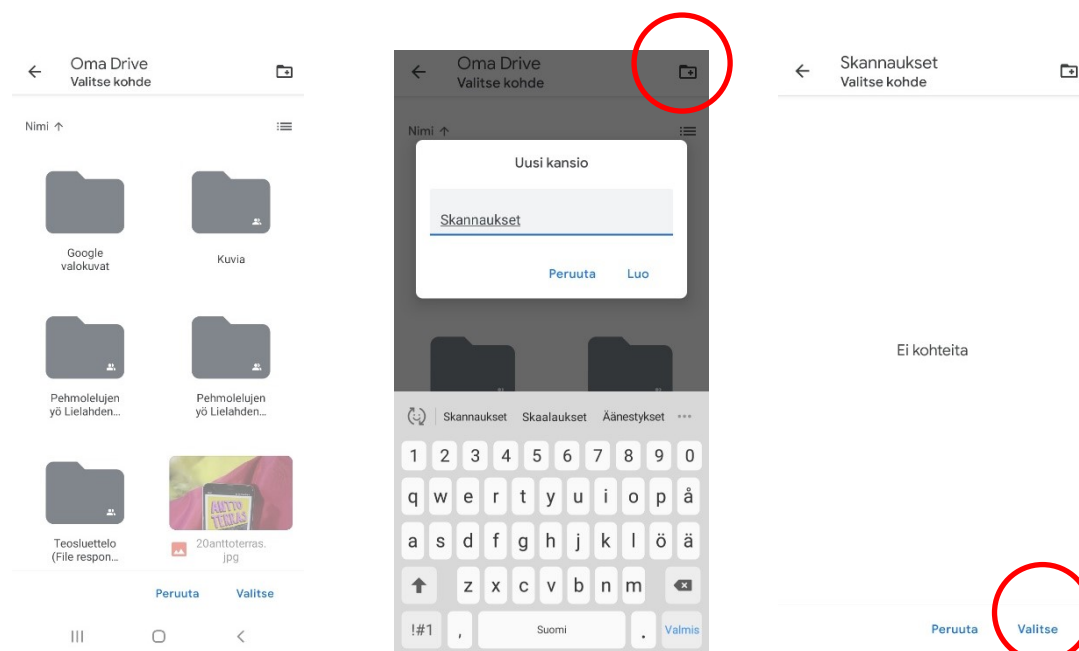 Oma Drive
Valitse kohde
Nimi ↑
Google
valokuvat
Kuvia
Pehmolelujen
yö Lielahden...
Pehmolelujen
yö Lielahden...
Teosluettelo
(File respon...
ANTTO
TERRAS
20anttoterras.
jpg
Peruuta Valitse
Oma Drive
Valitse kohde
Nimi ↑
Uusi kansio
Skannaukset
Peruuta Luo
Skannaukset Skaalaukset Äänestykset ...
1 2 3 4 5 6 7 8 9 0
q w e r t y u i o p å
a s d f g h j k l ö ä
z x c v b n m
!#1 , Suomi . Valmis
Skannaukset
Valitse kohde
Ei kohteita
Peruuta Valitse